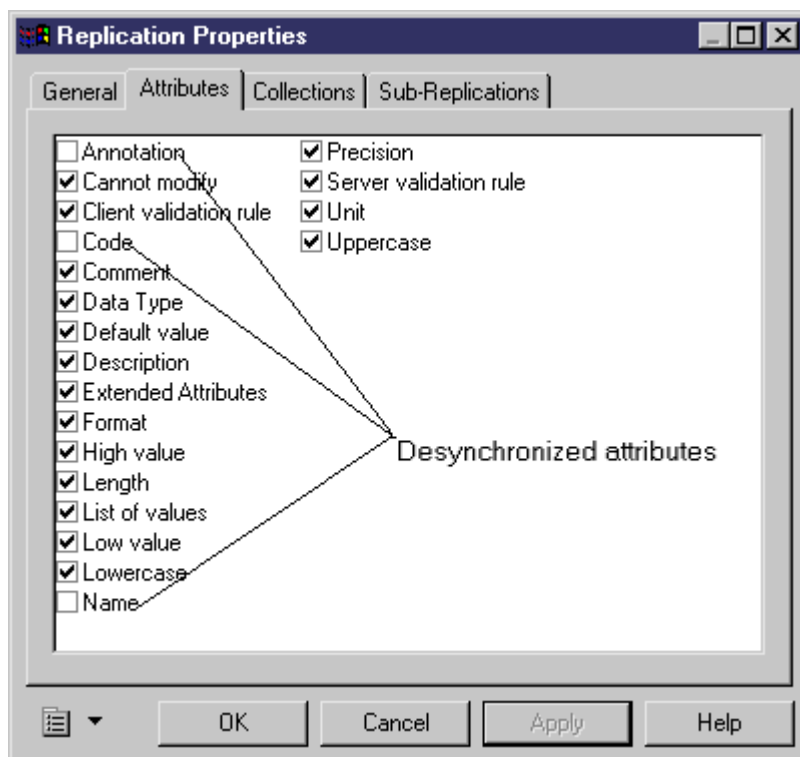 Replication Properties
General Attributes Collections Sub-Replications
Annotation
Cannot modify
Client validation rule
Code
Comment
Data Type
Default value
Description
Extended Attributes
Format
High value
Length
List of values
Low value
Lowercase
Name
Precision
Server validation rule
Unit
Uppercase
Desynchronized attributes
OK Cancel Apply Help